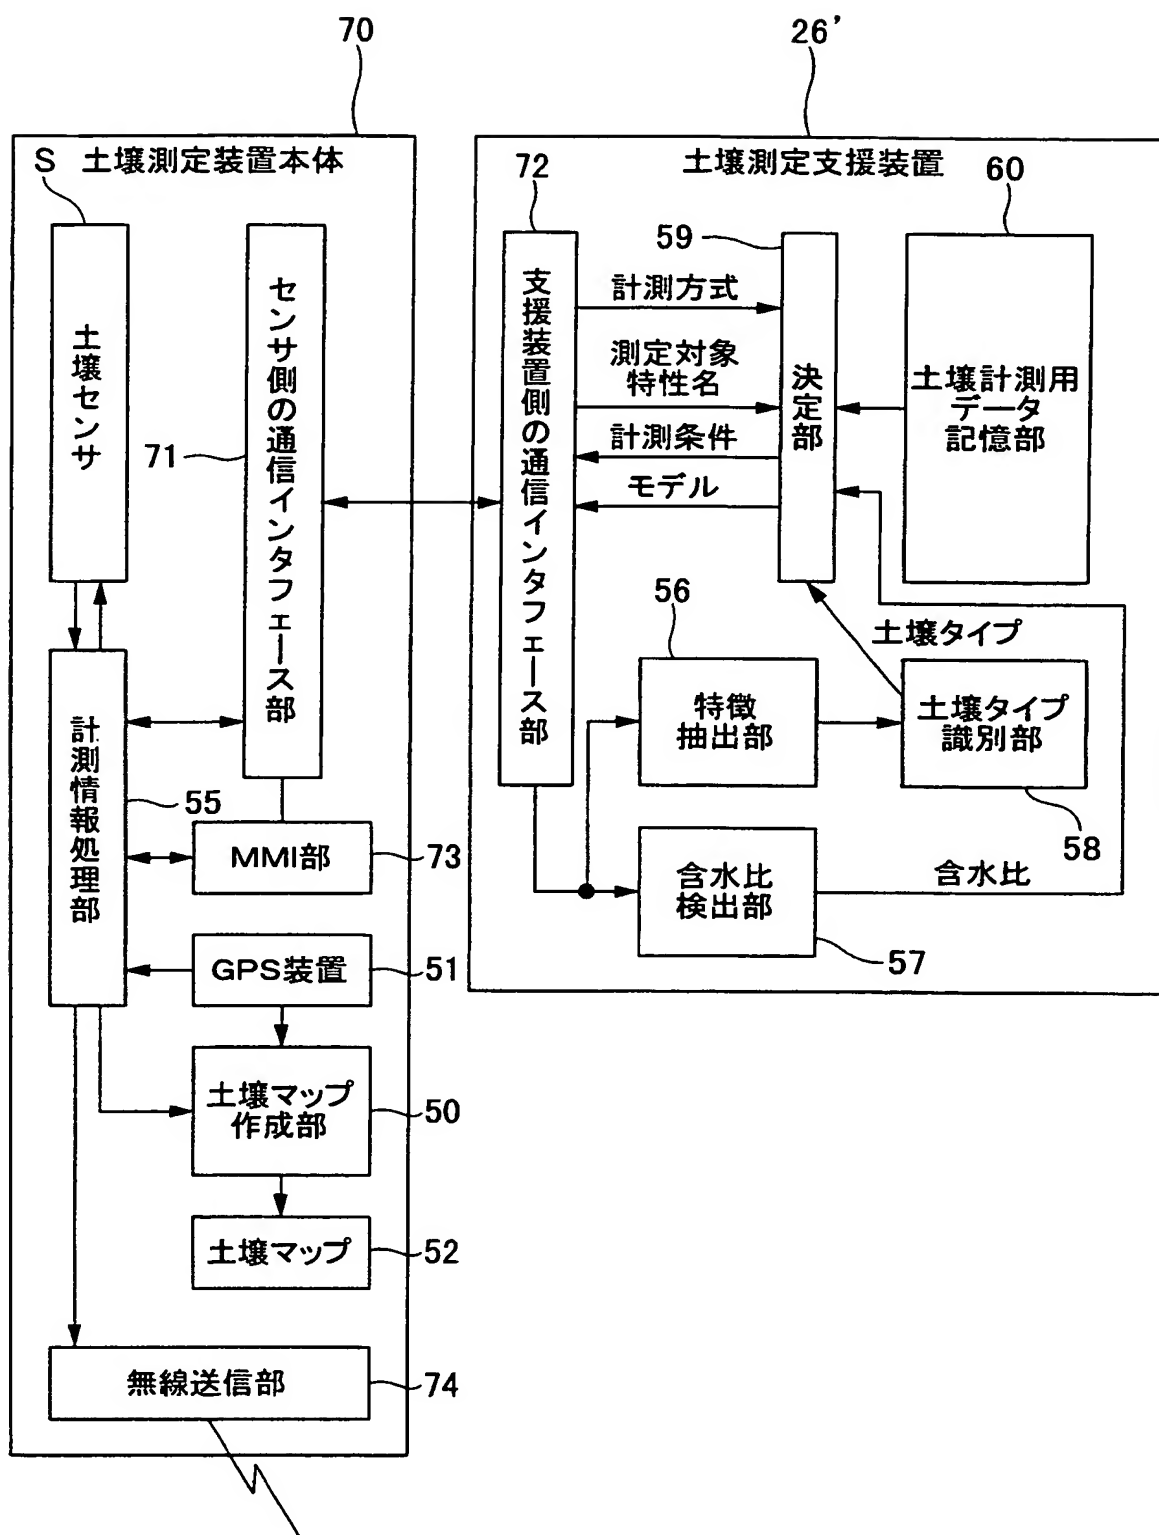 70
26’
S 土壌測定装置本体
土壌センサ
センサ側の通信インタフェース部
71
計測情報処理部
55
MMI部
73
GPS装置
51
土壌マップ
作成部
50
土壌マップ
52
無線送信部
74
土壌測定支援装置
72
支援装置側の通信インタフェース部
計測方式
測定対象
特性名
計測条件
モデル
59
決定部
60
土壌計測用
データ
記憶部
56
特徴
抽出部
土壌タイプ
土壌タイプ
識別部
58
含水比
検出部
57
含水比